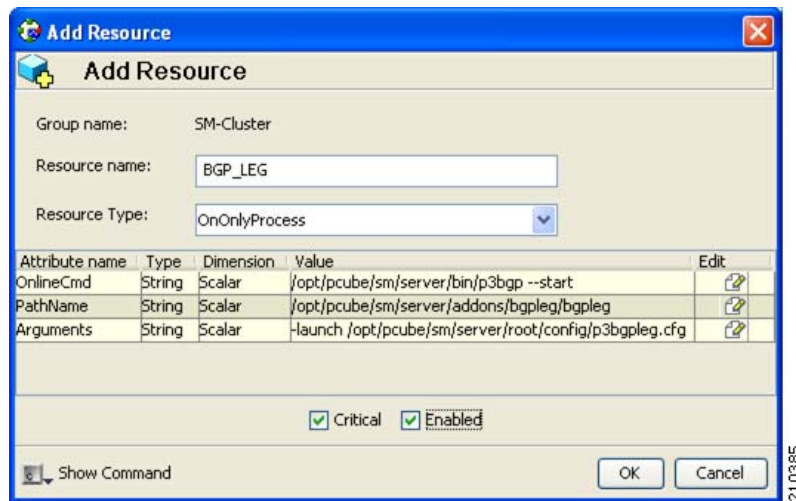 Add Resource
Add Resource
Group name: SM-Cluster
Resource name: BGP_LEG
Resource Type: OnOnlyProcess
Attribute name Type Dimension Value Edit
OnlineCmd String Scalar /opt/pcube/sm/server/bin/p3bgp --start
PathName String Scalar /opt/pcube/sm/server/addons/bgpleg/bgpleg
Arguments String Scalar -launch /opt/pcube/sm/server/root/config/p3bgpleg.cfg
Critical Enabled
Show Command OK Cancel
210385